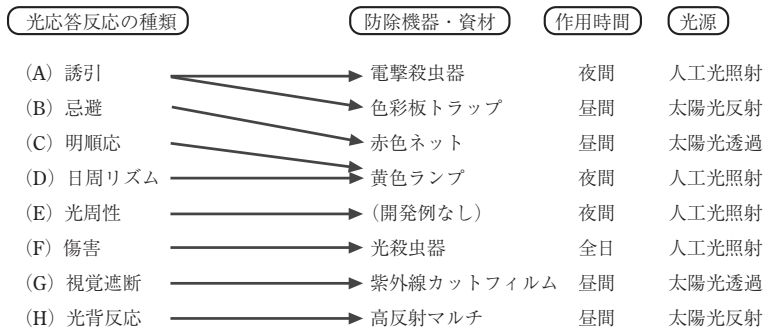 光応答反応の種類 防除機器・資材 作用時間 光源
(A) 誘引 電撃殺虫器 夜間 人工光照射
(B) 忌避 色彩板トラップ 昼間 太陽光反射
(C) 明順応 赤色ネット 昼間 太陽光透過
(D) 日周リズム 黄色ランプ 夜間 人工光照射
(E) 光周性 (開発例なし) 夜間 人工光照射
(F) 傷害 光殺虫器 全日 人工光照射
(G) 視覚遮断 紫外線カットフィルム 昼間 太陽光透過
(H) 光背反応 高反射マルチ 昼間 太陽光反射